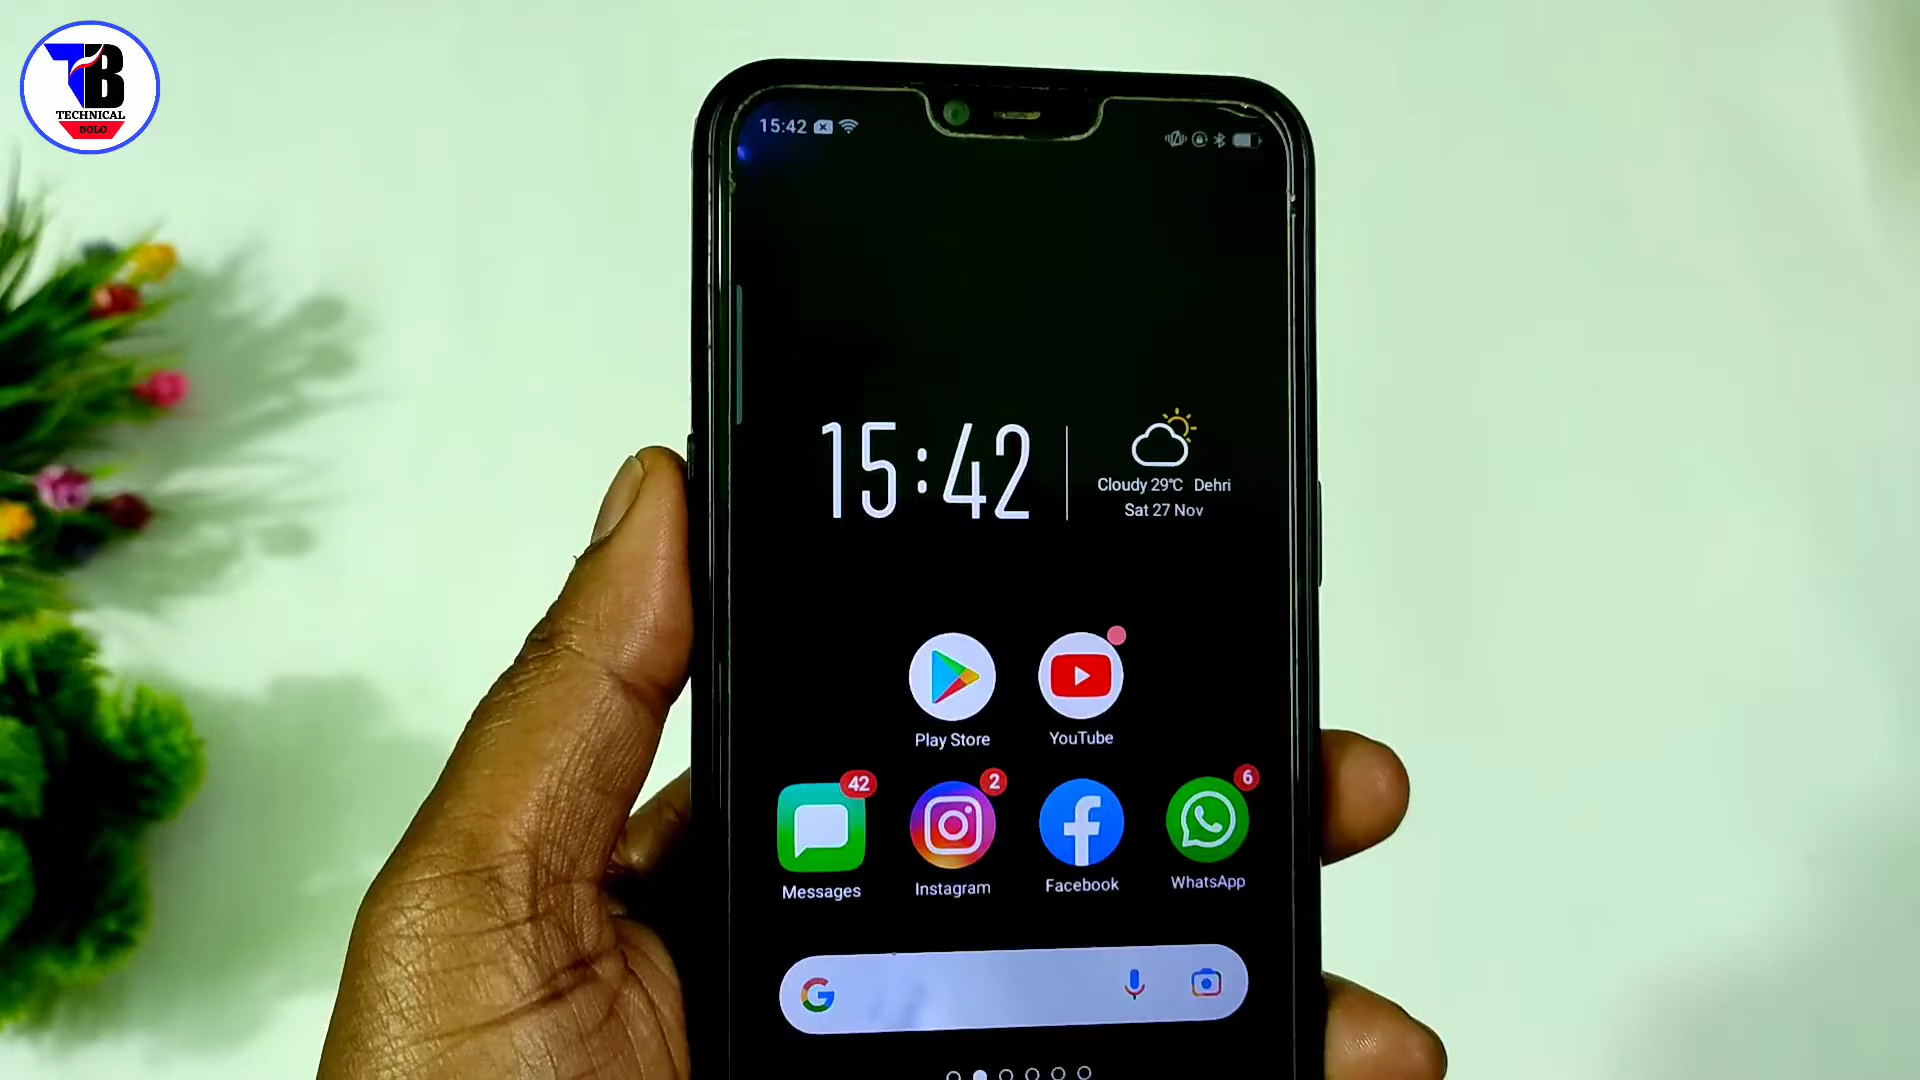 TB
TECHNICAL
BOLO
15:42
15:42
Cloudy 29°C Dehri
Sat 27 Nov
Play Store
YouTube
42
2
6
Messages
Instagram
Facebook
WhatsApp